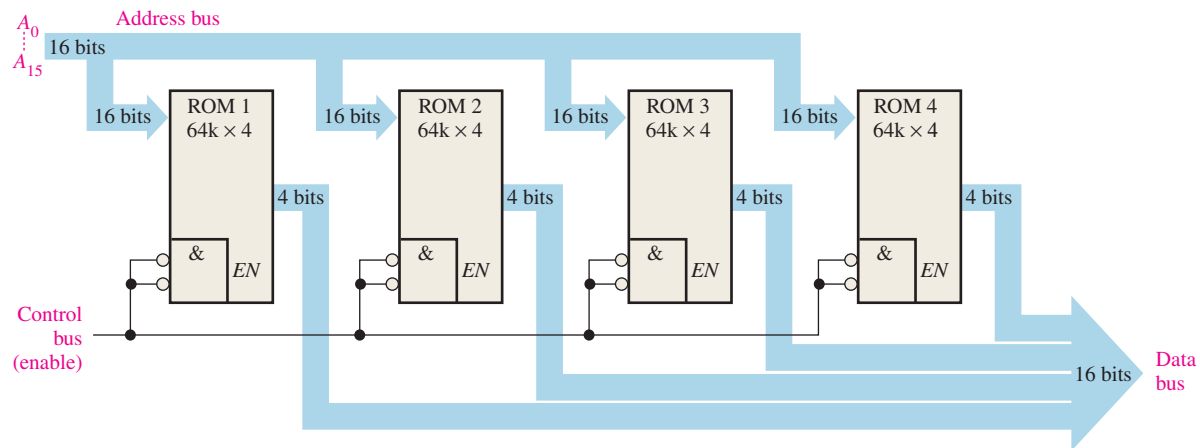 Address bus
A0
A15
16 bits
16 bits
ROM 1
64k × 4
16 bits
ROM 2
64k × 4
16 bits
ROM 3
64k × 4
16 bits
ROM 4
64k × 4
4 bits
4 bits
4 bits
4 bits
&
EN
&
EN
&
EN
&
EN
Control
bus
(enable)
16 bits
Data
bus